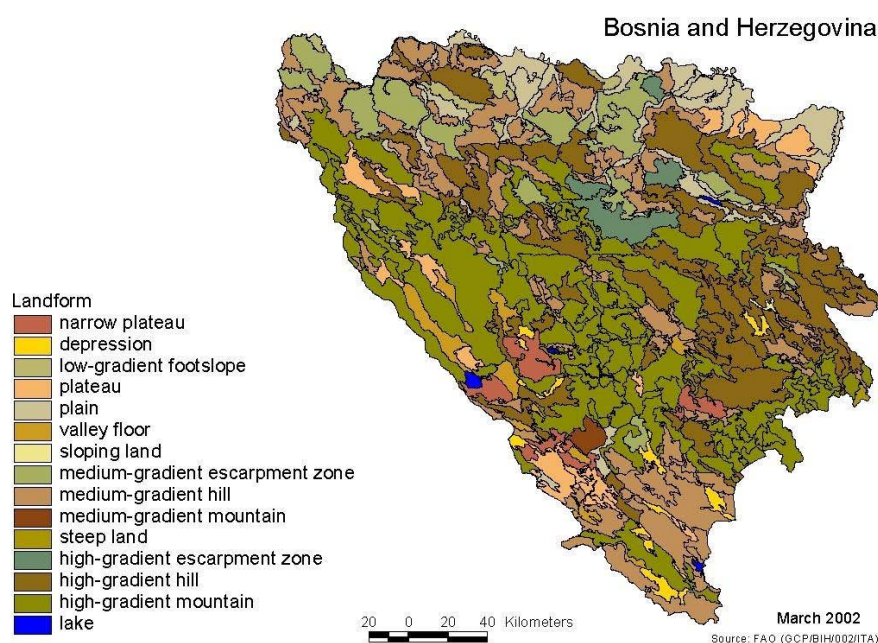 Bosnia and Herzegovina
Landform
narrow plateau
depression
low-gradient footslope
plateau
plain
valley floor
sloping land
medium-gradient escarpment zone
medium-gradient hill
medium-gradient mountain
steep land
high-gradient escarpment zone
high-gradient hill
high-gradient mountain
lake
20 0 20 40 Kilometers
March 2002
Source: FAO (GCP/BIH/002/ITA)